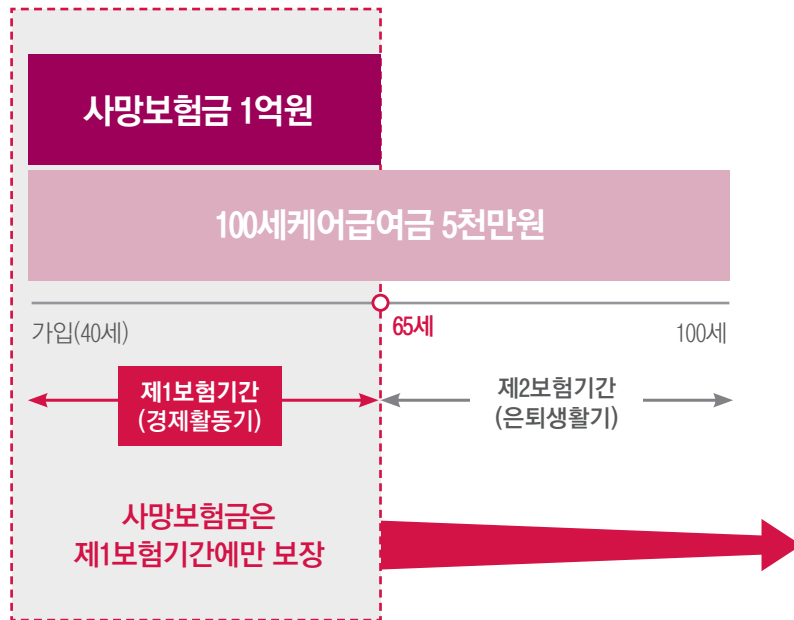 사망보험금 1억원
100세케어급여금 5천만원
가입(40세)
65세
100세
제1보험기간
(경제활동기)
제2보험기간
(은퇴생활기)
사망보험금은
제1보험기간에만 보장